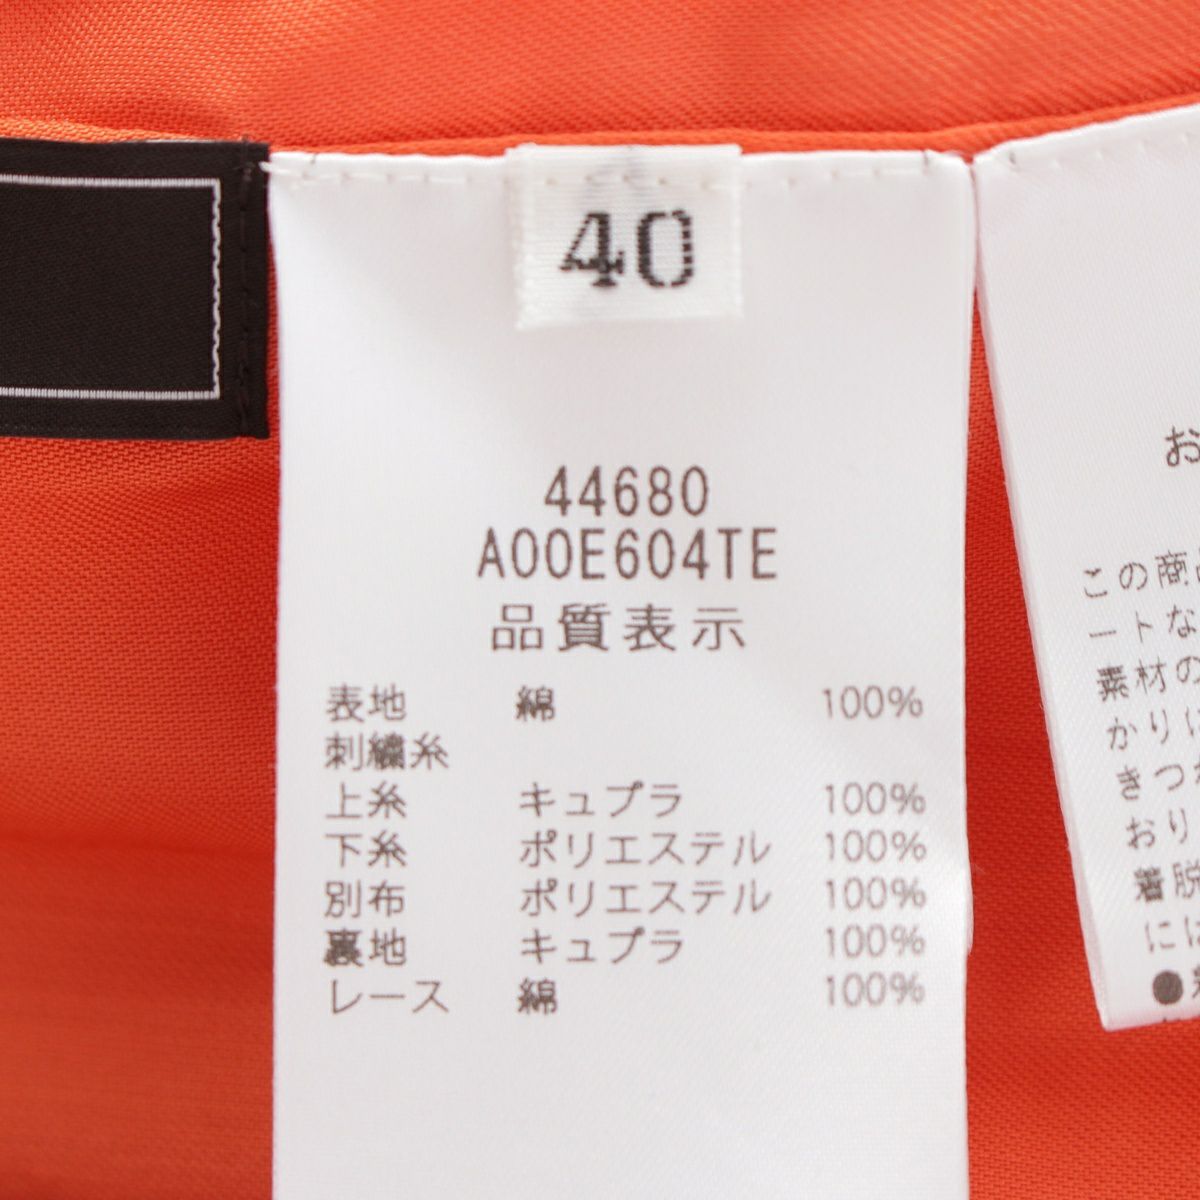 40
44680
A00E604TE
品質表示
表地 綿 100%
刺繍糸
上糸 キュプラ 100%
下糸 ポリエステル 100%
別布 ポリエステル 100%
裏地 キュプラ 100%
レース 綿 100%
お
この商
ートな
素材の
かり
きつ
おり
着脱
には
●